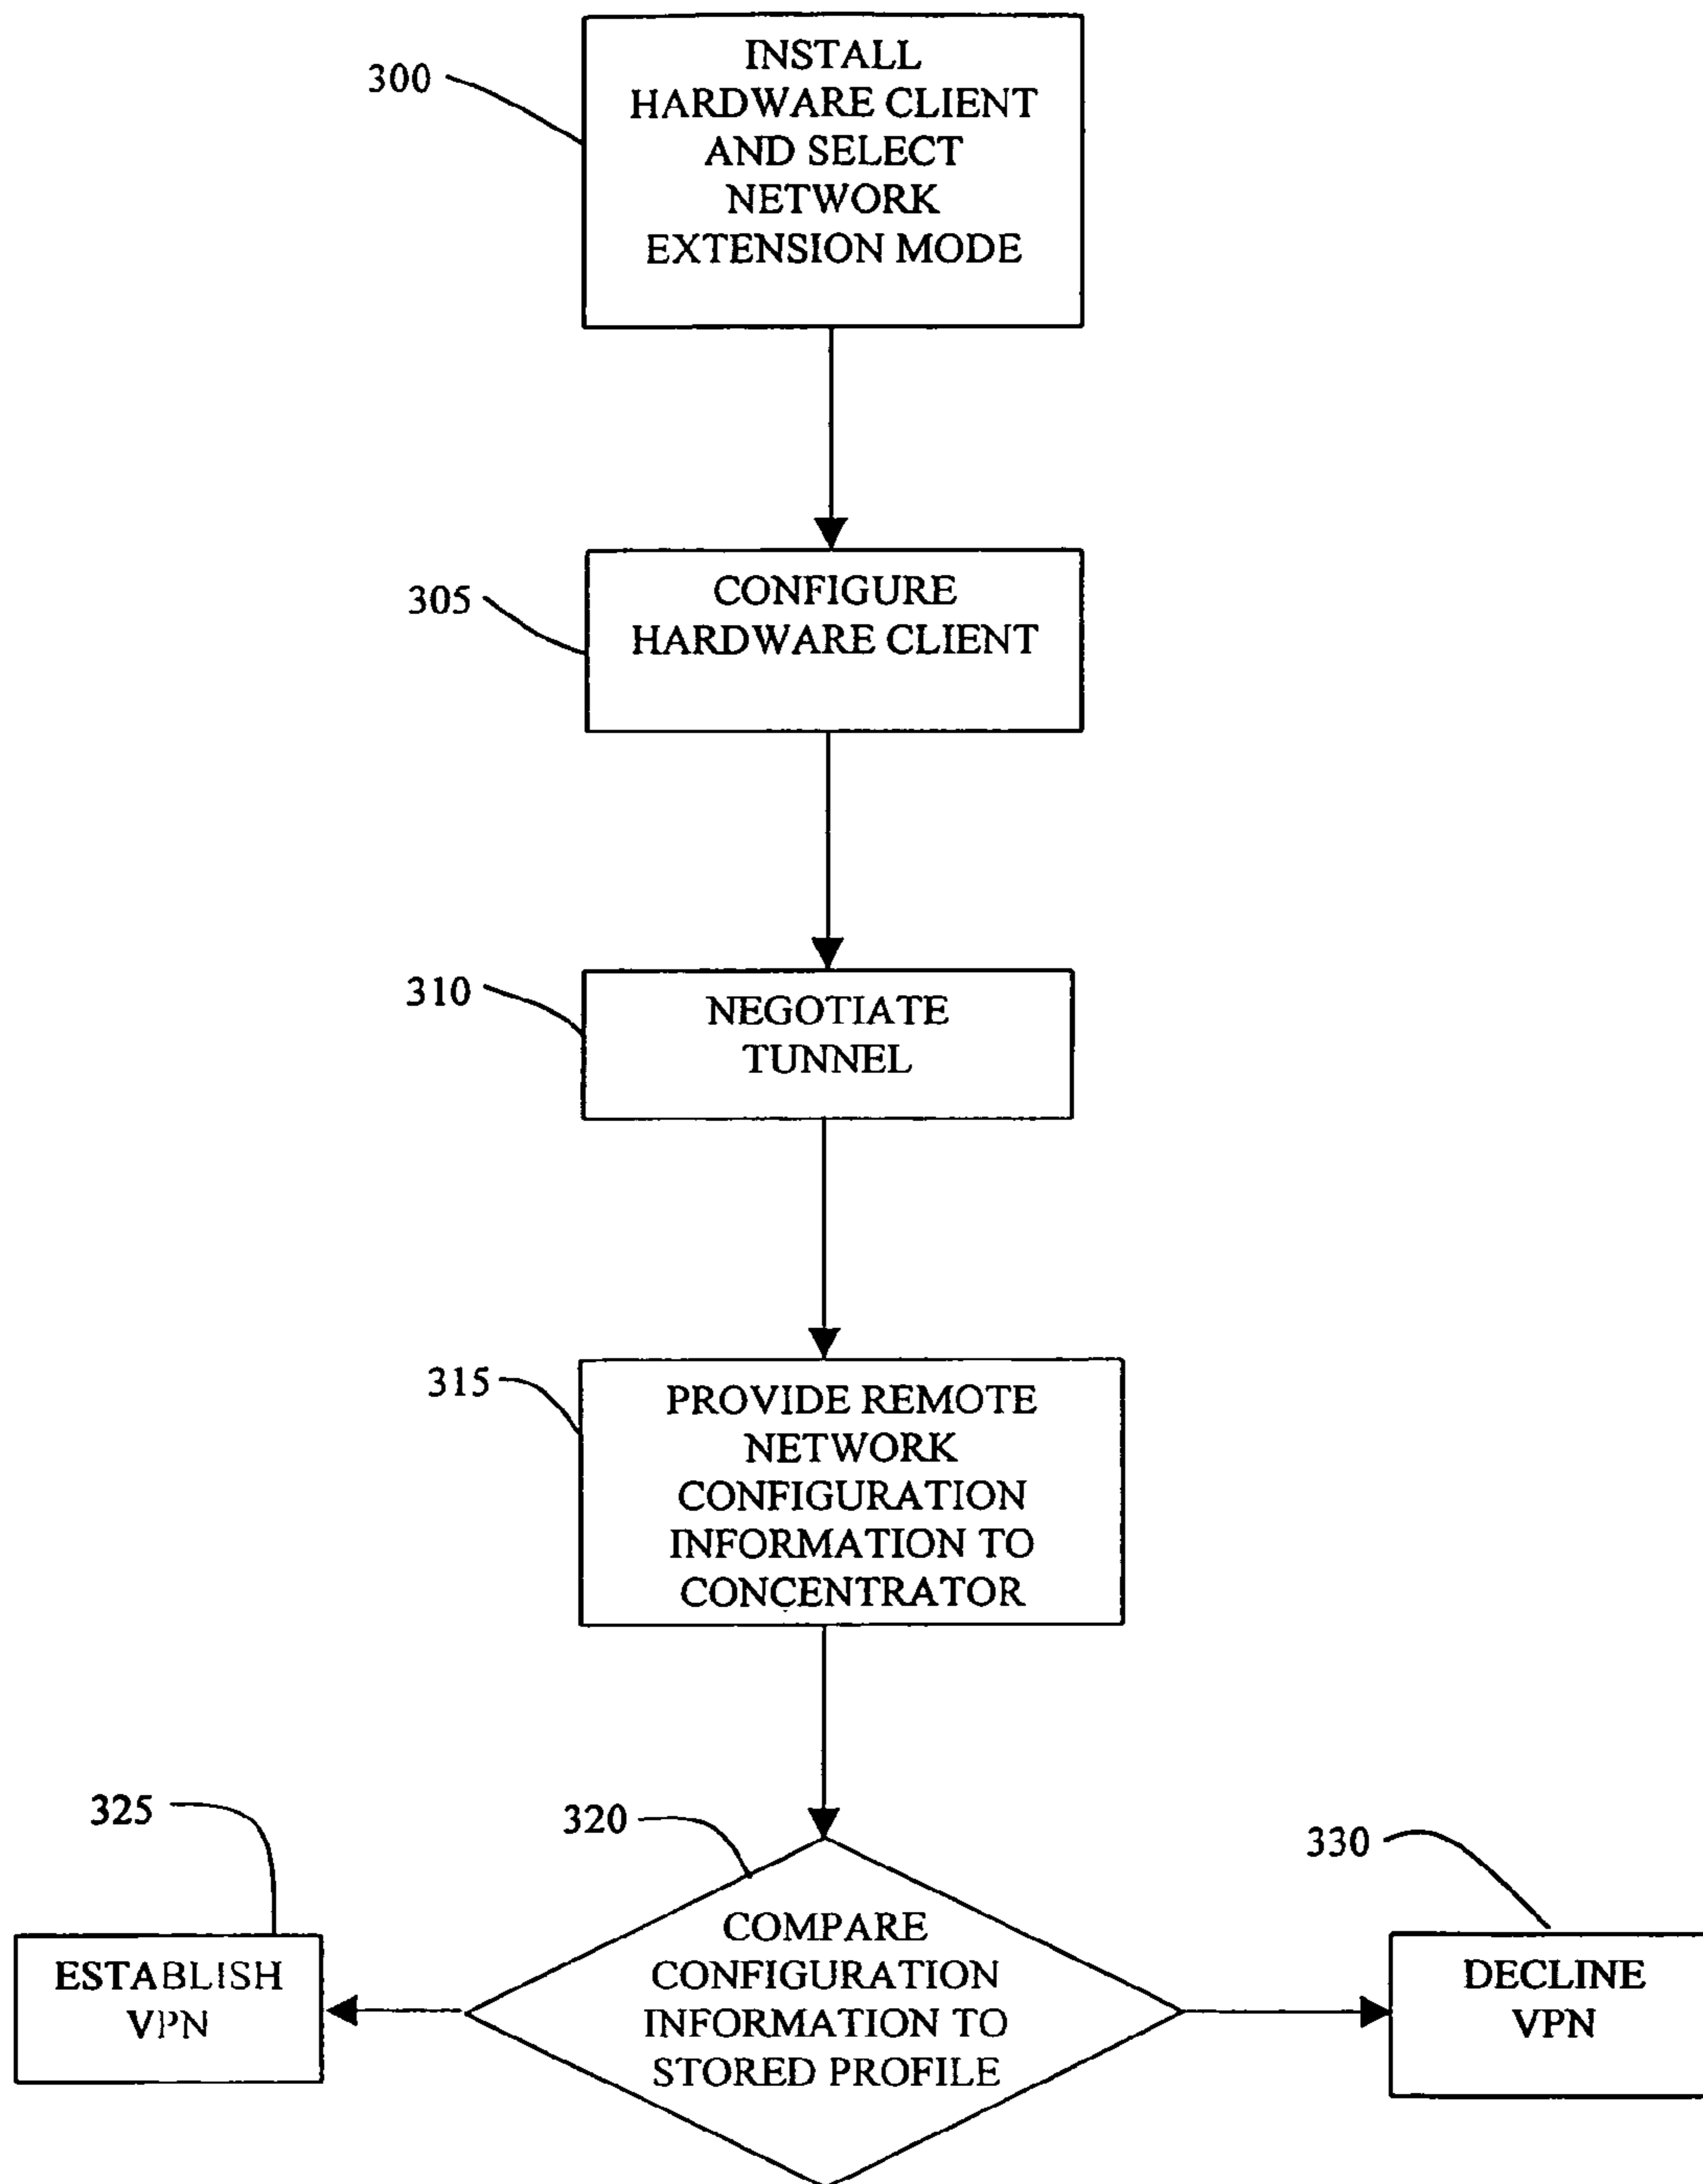 300
INSTALL
HARDWARE CLIENT
AND SELECT
NETWORK
EXTENSION MODE
305
CONFIGURE
HARDWARE CLIENT
310
NEGOTIATE
TUNNEL
315
PROVIDE REMOTE
NETWORK
CONFIGURATION
INFORMATION TO
CONCENTRATOR
325
320
330
ESTABLISH
VPN
COMPARE
CONFIGURATION
INFORMATION TO
STORED PROFILE
DECLINE
VPN